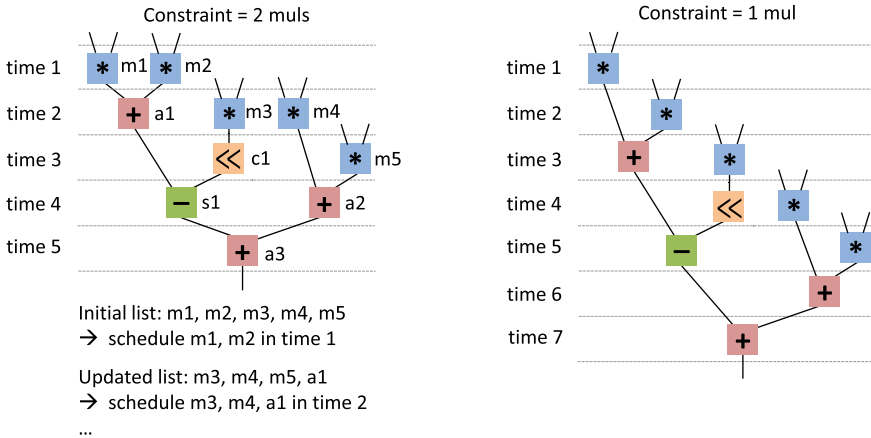 Constraint = 2 muls
time 1 * m1 * m2
time 2 + a1 * m3 * m4
time 3 << c1 * m5
time 4 − s1 + a2
time 5 + a3
Initial list: m1, m2, m3, m4, m5
→ schedule m1, m2 in time 1
Updated list: m3, m4, m5, a1
→ schedule m3, m4, a1 in time 2
...
Constraint = 1 mul
time 1 *
time 2 *
time 3 + *
time 4 << *
time 5 − *
time 6 +
time 7 +